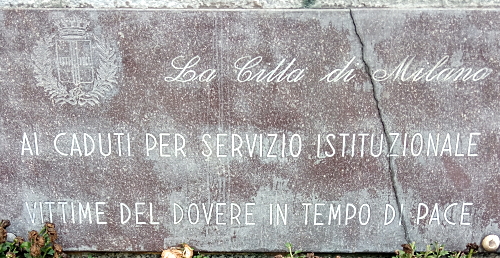 La Città di Milano
AI CADUTI PER SERVIZIO ISTITUZIONALE
VITTIME DEL DOVERE IN TEMPO DI PACE